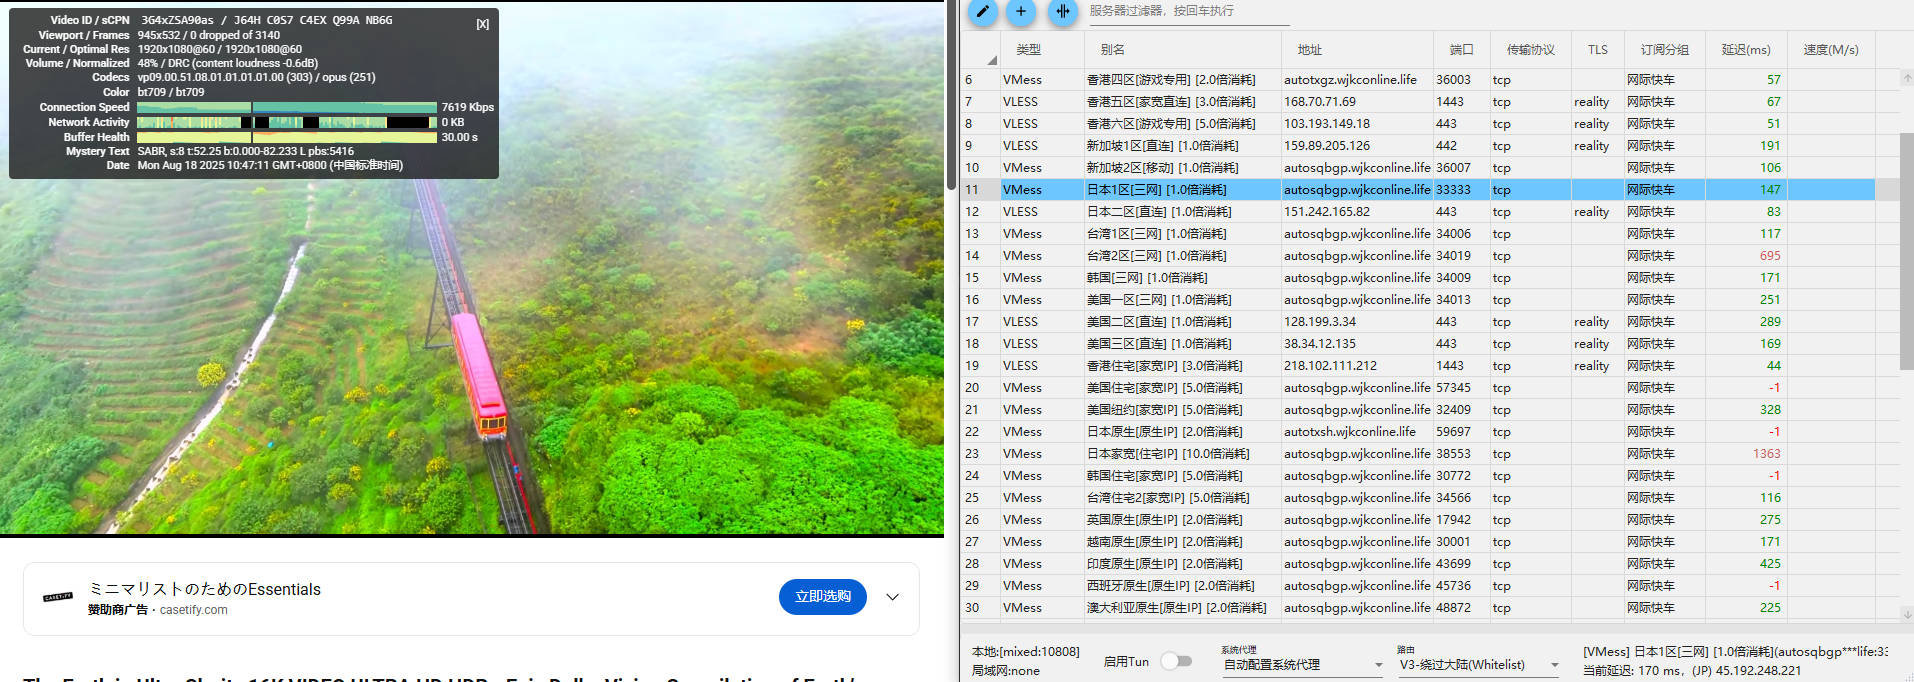 Video ID / sCPN 3G4xZSA90as / J64H C0S7 C4EX Q99A NB6G [X]
Viewport / Frames 945x532 / 0 dropped of 3140
Current / Optimal Res 1920x1080@60 / 1920x1080@60
Volume / Normalized 48% / DRC (content loudness -0.6dB)
Codecs vp09.00.51.08.01.01.01.01.00 (303) / opus (251)
Color bt709 / bt709
Connection Speed 7619 Kbps
Network Activity 0 KB
Buffer Health 30.00 s
Mystery Text SABR, s:8 t:52.25 b:0.000-82.233 L pbs:5416
Date Mon Aug 18 2025 10:47:11 GMT+0800 (中国标准时间)
ミニマリストのためのEssentials
赞助商广告 · casetify.com
立即选购
CASETiFY
服务器过滤器，按回车执行
类型 别名 地址 端口 传输协议 TLS 订阅分组 延迟(ms) 速度(M/s)
6 VMess 香港四区[游戏专用] [2.0倍消耗] autotxgz.wjkconline.life 36003 tcp 网际快车 57
7 VLESS 香港五区[家宽直连] [3.0倍消耗] 168.70.71.69 1443 tcp reality 网际快车 67
8 VLESS 香港六区[游戏专用] [5.0倍消耗] 103.193.149.18 443 tcp reality 网际快车 51
9 VLESS 新加坡1区[直连] [1.0倍消耗] 159.89.205.126 442 tcp reality 网际快车 191
10 VMess 新加坡2区[移动] [1.0倍消耗] autosqbgp.wjkconline.life 36007 tcp 网际快车 106
11 VMess 日本1区[三网] [1.0倍消耗] autosqbgp.wjkconline.life 33333 tcp 网际快车 147
12 VLESS 日本二区[直连] [1.0倍消耗] 151.242.165.82 443 tcp reality 网际快车 83
13 VMess 台湾1区[三网] [1.0倍消耗] autosqbgp.wjkconline.life 34006 tcp 网际快车 117
14 VMess 台湾2区[三网] [1.0倍消耗] autosqbgp.wjkconline.life 34019 tcp 网际快车 695
15 VMess 韩国[三网] [1.0倍消耗] autosqbgp.wjkconline.life 34009 tcp 网际快车 171
16 VMess 美国一区[三网] [1.0倍消耗] autosqbgp.wjkconline.life 34013 tcp 网际快车 251
17 VLESS 美国二区[直连] [1.0倍消耗] 128.199.3.34 443 tcp reality 网际快车 289
18 VLESS 美国三区[直连] [1.0倍消耗] 38.34.12.135 443 tcp reality 网际快车 169
19 VLESS 香港住宅[家宽IP] [3.0倍消耗] 218.102.111.212 1443 tcp reality 网际快车 44
20 VMess 美国住宅[家宽IP] [5.0倍消耗] autosqbgp.wjkconline.life 57345 tcp 网际快车 -1
21 VMess 美国纽约[家宽IP] [5.0倍消耗] autosqbgp.wjkconline.life 32409 tcp 网际快车 328
22 VMess 日本原生[原生IP] [2.0倍消耗] autotxsh.wjkconline.life 59697 tcp 网际快车 -1
23 VMess 日本家宽[住宅IP] [10.0倍消耗] autosqbgp.wjkconline.life 38553 tcp 网际快车 1363
24 VMess 韩国住宅[家宽IP] [5.0倍消耗] autosqbgp.wjkconline.life 30772 tcp 网际快车 -1
25 VMess 台湾住宅2[家宽IP] [5.0倍消耗] autosqbgp.wjkconline.life 34566 tcp 网际快车 116
26 VMess 英国原生[原生IP] [2.0倍消耗] autosqbgp.wjkconline.life 17942 tcp 网际快车 275
27 VMess 越南原生[原生IP] [2.0倍消耗] autosqbgp.wjkconline.life 30001 tcp 网际快车 171
28 VMess 印度原生[原生IP] [2.0倍消耗] autosqbgp.wjkconline.life 43699 tcp 网际快车 425
29 VMess 西班牙原生[原生IP] [2.0倍消耗] autosqbgp.wjkconline.life 45736 tcp 网际快车 -1
30 VMess 澳大利亚原生[原生IP] [2.0倍消耗] autosqbgp.wjkconline.life 48872 tcp 网际快车 225
本地:[mixed:10808]
局域网:none
启用Tun
系统代理
自动配置系统代理
路由
V3-绕过大陆(Whitelist)
[VMess] 日本1区[三网] [1.0倍消耗](autosqbgp***life:33
当前延迟: 170 ms，(JP) 45.192.248.221